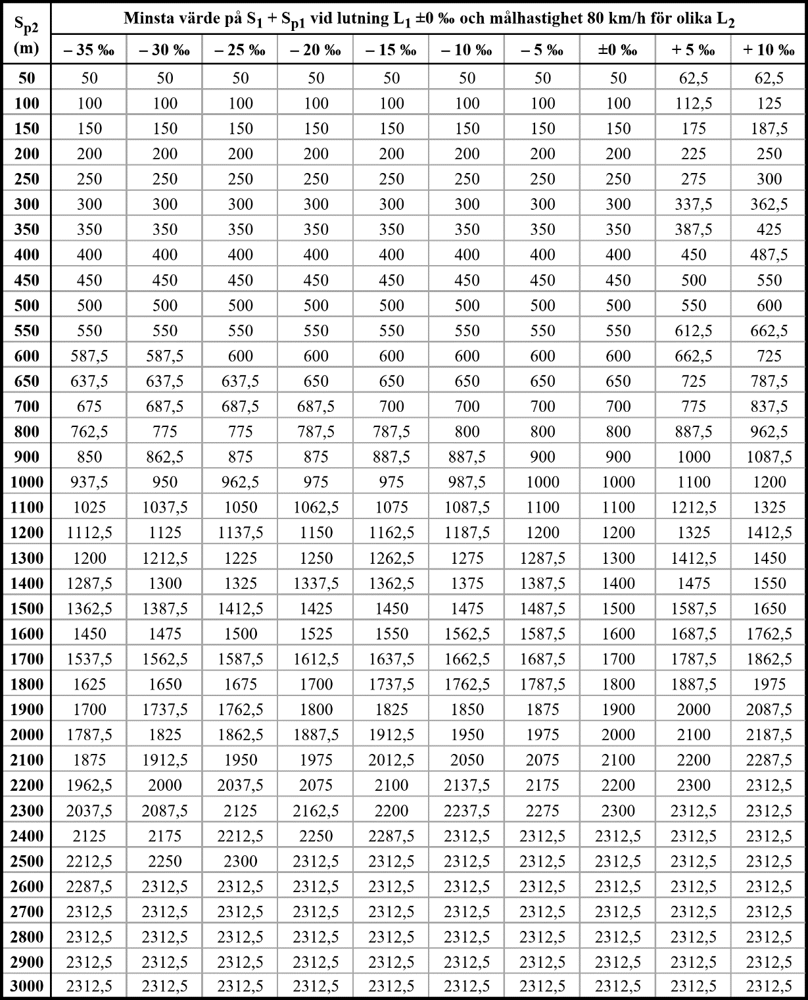 S_p2 (m) Minsta värde på S_1 + S_p1 vid lutning L_1 ±0 ‰ och målhastighet 80 km/h för olika L_2
– 35 ‰ – 30 ‰ – 25 ‰ – 20 ‰ – 15 ‰ – 10 ‰ – 5 ‰ ±0 ‰ + 5 ‰ + 10 ‰
50 50 50 50 50 50 50 50 50 62,5 62,5
100 100 100 100 100 100 100 100 100 112,5 125
150 150 150 150 150 150 150 150 150 175 187,5
200 200 200 200 200 200 200 200 200 225 250
250 250 250 250 250 250 250 250 250 275 300
300 300 300 300 300 300 300 300 300 337,5 362,5
350 350 350 350 350 350 350 350 350 387,5 425
400 400 400 400 400 400 400 400 400 450 487,5
450 450 450 450 450 450 450 450 450 500 550
500 500 500 500 500 500 500 500 500 550 600
550 550 550 550 550 550 550 550 550 612,5 662,5
600 587,5 587,5 600 600 600 600 600 600 662,5 725
650 637,5 637,5 637,5 650 650 650 650 650 725 787,5
700 675 687,5 687,5 687,5 700 700 700 700 775 837,5
800 762,5 775 775 787,5 787,5 800 800 800 887,5 962,5
900 850 862,5 875 875 887,5 887,5 900 900 1000 1087,5
1000 937,5 950 962,5 975 975 987,5 1000 1000 1100 1200
1100 1025 1037,5 1050 1062,5 1075 1087,5 1100 1100 1212,5 1325
1200 1112,5 1125 1137,5 1150 1162,5 1187,5 1200 1200 1325 1412,5
1300 1200 1212,5 1225 1250 1262,5 1275 1287,5 1300 1412,5 1450
1400 1287,5 1300 1325 1337,5 1362,5 1375 1387,5 1400 1475 1550
1500 1362,5 1387,5 1412,5 1425 1450 1475 1487,5 1500 1587,5 1650
1600 1450 1475 1500 1525 1550 1562,5 1587,5 1600 1687,5 1762,5
1700 1537,5 1562,5 1587,5 1612,5 1637,5 1662,5 1687,5 1700 1787,5 1862,5
1800 1625 1650 1675 1700 1737,5 1762,5 1787,5 1800 1887,5 1975
1900 1700 1737,5 1762,5 1800 1825 1850 1875 1900 2000 2087,5
2000 1787,5 1825 1862,5 1887,5 1912,5 1950 1975 2000 2100 2187,5
2100 1875 1912,5 1950 1975 2012,5 2050 2075 2100 2200 2287,5
2200 1962,5 2000 2037,5 2075 2100 2137,5 2175 2200 2300 2312,5
2300 2037,5 2087,5 2125 2162,5 2200 2237,5 2275 2300 2312,5 2312,5
2400 2125 2175 2212,5 2250 2287,5 2312,5 2312,5 2312,5 2312,5 2312,5
2500 2212,5 2250 2300 2312,5 2312,5 2312,5 2312,5 2312,5 2312,5 2312,5
2600 2287,5 2312,5 2312,5 2312,5 2312,5 2312,5 2312,5 2312,5 2312,5 2312,5
2700 2312,5 2312,5 2312,5 2312,5 2312,5 2312,5 2312,5 2312,5 2312,5 2312,5
2800 2312,5 2312,5 2312,5 2312,5 2312,5 2312,5 2312,5 2312,5 2312,5 2312,5
2900 2312,5 2312,5 2312,5 2312,5 2312,5 2312,5 2312,5 2312,5 2312,5 2312,5
3000 2312,5 2312,5 2312,5 2312,5 2312,5 2312,5 2312,5 2312,5 2312,5 2312,5